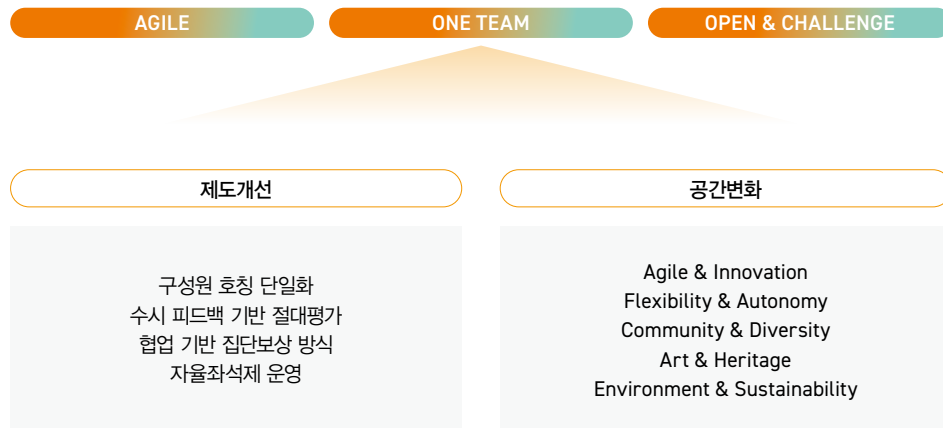 AGILE
ONE TEAM
OPEN & CHALLENGE
제도개선
공간변화
구성원 호칭 단일화
수시 피드백 기반 절대평가
협업 기반 집단보상 방식
자율좌석제 운영
Agile & Innovation
Flexibility & Autonomy
Community & Diversity
Art & Heritage
Environment & Sustainability